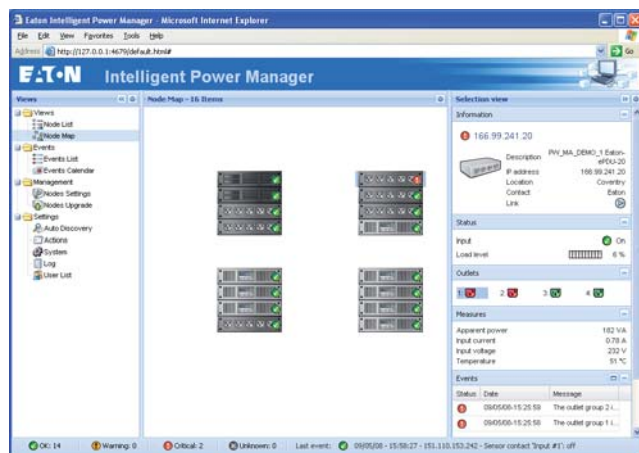 Eaton Intelligent Power Manager - Microsoft Internet Explorer
File Edit View Favorites Tools Help
Address http://127.0.0.1:4679/default.html# Go
EATON Intelligent Power Manager
Views
Views
Node List
Node Map
Events
Events List
Events Calendar
Management
Nodes Settings
Nodes Upgrade
Settings
Auto Discovery
Actions
System
Log
User List
Node Map - 16 Items
Selection view
Information
166.99.241.20
Description PW_MA_DEMO_1 Eaton-ePDU-20
IP address 166.99.241.20
Location Coventry
Contact Eaton
Link
Status
Input On
Load level 6 %
Outlets
1 2 3 4
Measures
Apparent power 182 VA
Input current 0.78 A
Input voltage 232 V
Temperature 51 °C
Events
Status Date Message
09/05/08-15:25:59 The outlet group 2 i...
09/05/08-15:25:58 The outlet group 1 i...
OK: 14 Warning: 0 Critical: 2 Unknown: 0 Last event: 09/05/08 - 15:58:27 - 151.110.153.242 - Sensor contact 'Input #1': off